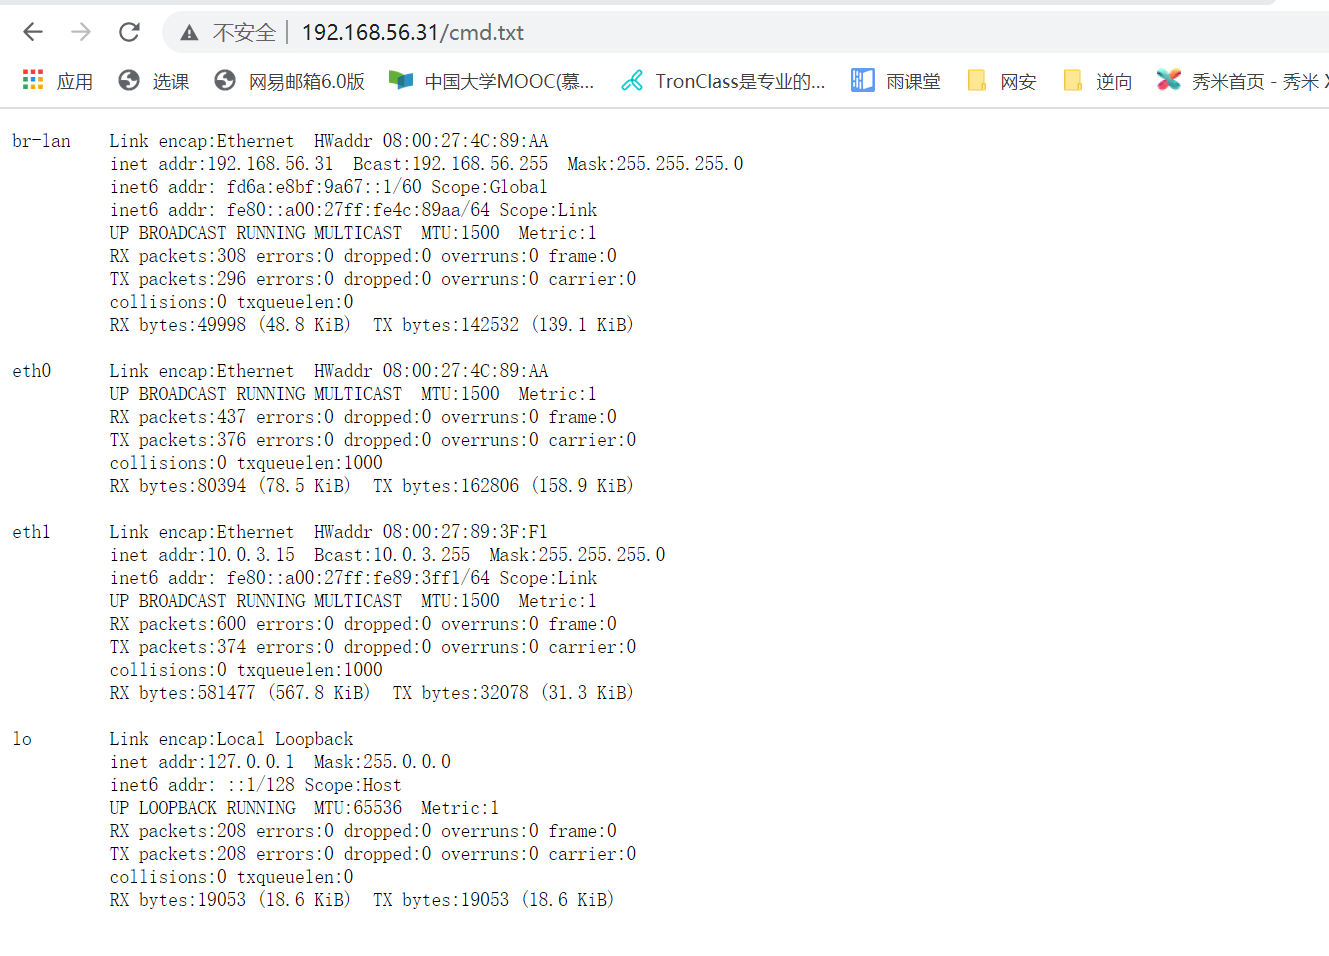 不安全 | 192.168.56.31/cmd.txt
应用 选课 网易邮箱6.0版 中国大学MOOC(慕... TronClass是专业的... 雨课堂 网安 逆向 秀米首页 - 秀米 X
br-lan Link encap:Ethernet HWaddr 08:00:27:4C:89:AA
inet addr:192.168.56.31 Bcast:192.168.56.255 Mask:255.255.255.0
inet6 addr: fd6a:e8bf:9a67::1/60 Scope:Global
inet6 addr: fe80::a00:27ff:fe4c:89aa/64 Scope:Link
UP BROADCAST RUNNING MULTICAST MTU:1500 Metric:1
RX packets:308 errors:0 dropped:0 overruns:0 frame:0
TX packets:296 errors:0 dropped:0 overruns:0 carrier:0
collisions:0 txqueuelen:0
RX bytes:49998 (48.8 KiB) TX bytes:142532 (139.1 KiB)
eth0 Link encap:Ethernet HWaddr 08:00:27:4C:89:AA
UP BROADCAST RUNNING MULTICAST MTU:1500 Metric:1
RX packets:437 errors:0 dropped:0 overruns:0 frame:0
TX packets:376 errors:0 dropped:0 overruns:0 carrier:0
collisions:0 txqueuelen:1000
RX bytes:80394 (78.5 KiB) TX bytes:162806 (158.9 KiB)
eth1 Link encap:Ethernet HWaddr 08:00:27:89:3F:F1
inet addr:10.0.3.15 Bcast:10.0.3.255 Mask:255.255.255.0
inet6 addr: fe80::a00:27ff:fe89:3ff1/64 Scope:Link
UP BROADCAST RUNNING MULTICAST MTU:1500 Metric:1
RX packets:600 errors:0 dropped:0 overruns:0 frame:0
TX packets:374 errors:0 dropped:0 overruns:0 carrier:0
collisions:0 txqueuelen:1000
RX bytes:581477 (567.8 KiB) TX bytes:32078 (31.3 KiB)
lo Link encap:Local Loopback
inet addr:127.0.0.1 Mask:255.0.0.0
inet6 addr: ::1/128 Scope:Host
UP LOOPBACK RUNNING MTU:65536 Metric:1
RX packets:208 errors:0 dropped:0 overruns:0 frame:0
TX packets:208 errors:0 dropped:0 overruns:0 carrier:0
collisions:0 txqueuelen:0
RX bytes:19053 (18.6 KiB) TX bytes:19053 (18.6 KiB)